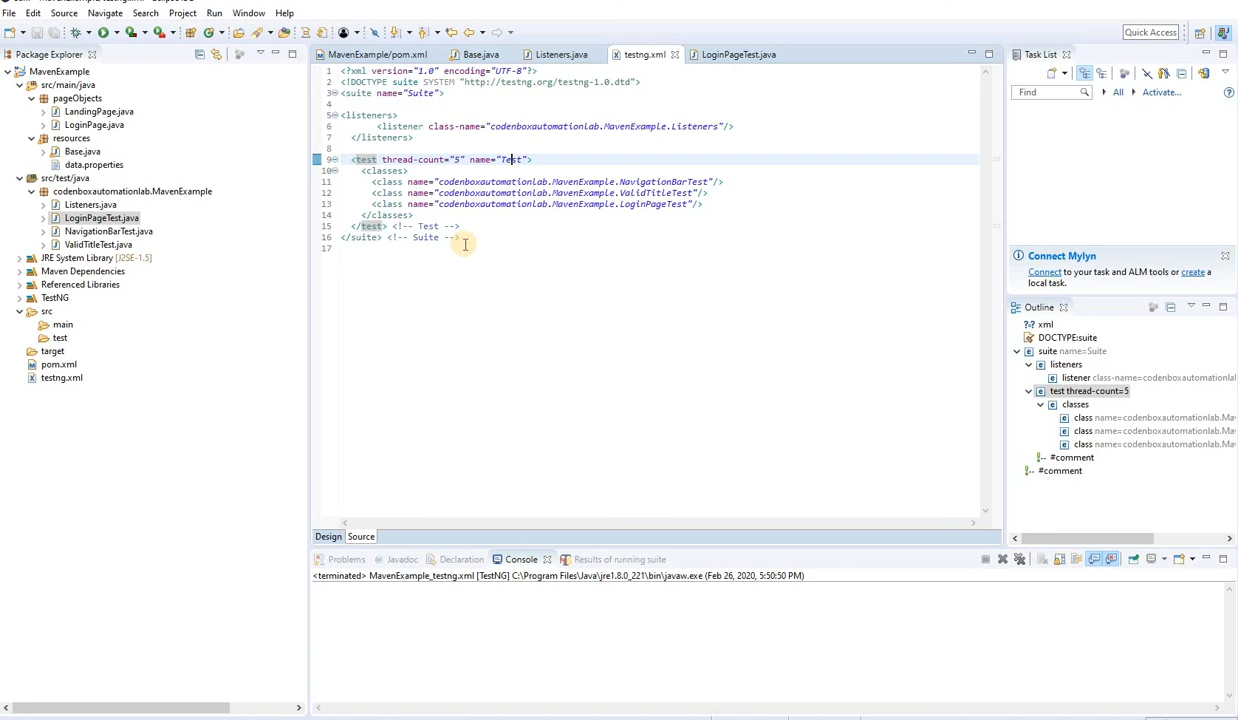 File Edit Source Navigate Search Project Run Window Help
Quick Access
Package Explorer
MavenExample
src/main/java
pageObjects
LandingPage.java
LoginPage.java
resources
Base.java
data.properties
src/test/java
codenboxautomationlab.MavenExample
Listeners.java
LoginPageTest.java
NavigationBarTest.java
ValidTitleTest.java
JRE System Library [J2SE-1.5]
Maven Dependencies
Referenced Libraries
TestNG
src
main
test
target
pom.xml
testng.xml
MavenExample/pom.xml Base.java Listeners.java testng.xml LoginPageTest.java
1 <?xml version="1.0" encoding="UTF-8"?>
2 <!DOCTYPE suite SYSTEM "http://testng.org/testng-1.0.dtd">
3 <suite name="Suite">
4
5 <listeners>
6 <listener class-name="codenboxautomationlab.MavenExample.Listeners"/>
7 </listeners>
8
9 <test thread-count="5" name="Test">
10 <classes>
11 <class name="codenboxautomationlab.MavenExample.NavigationBarTest"/>
12 <class name="codenboxautomationlab.MavenExample.ValidTitleTest"/>
13 <class name="codenboxautomationlab.MavenExample.LoginPageTest"/>
14 </classes>
15 </test> <!-- Test -->
16 </suite> <!-- Suite -->
17
Design Source
Task List
Find All Activate...
Connect Mylyn
Connect to your task and ALM tools or create a
local task.
Outline
xml
DOCTYPE:suite
suite name=Suite
listeners
listener class-name=codenboxautomationlal
test thread-count=5
classes
class name=codenboxautomationlab.Ma
class name=codenboxautomationlab.Ma
class name=codenboxautomationlab.Ma
#comment
#comment
Problems Javadoc Declaration Console Results of running suite
<terminated> MavenExample_testng.xml [TestNG] C:\Program Files\Java\jre1.8.0_221\bin\javaw.exe (Feb 26, 2020, 5:50:50 PM)